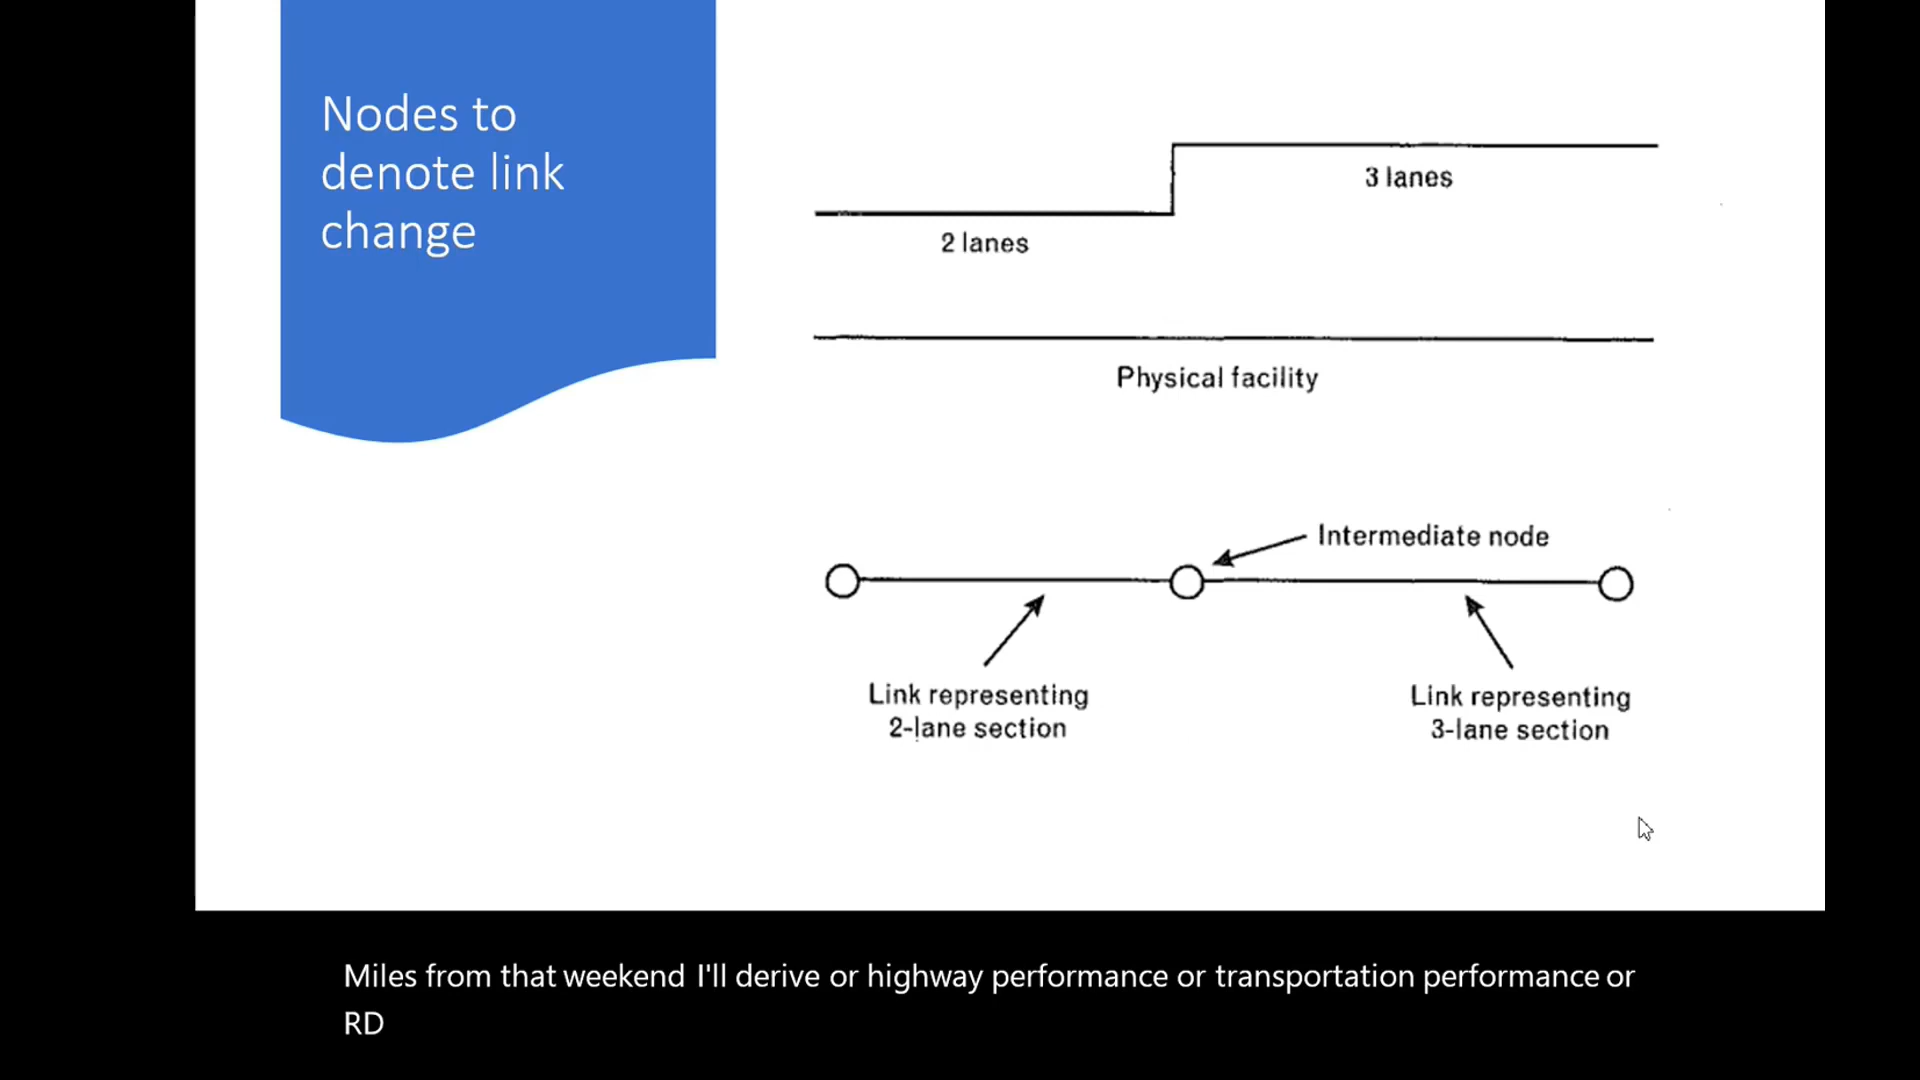 Nodes to
denote link
change
3 lanes
2 lanes
Physical facility
Intermediate node
Link representing
2-lane section
Link representing
3-lane section
Miles from that weekend I'll derive or highway performance or transportation performance or
RD